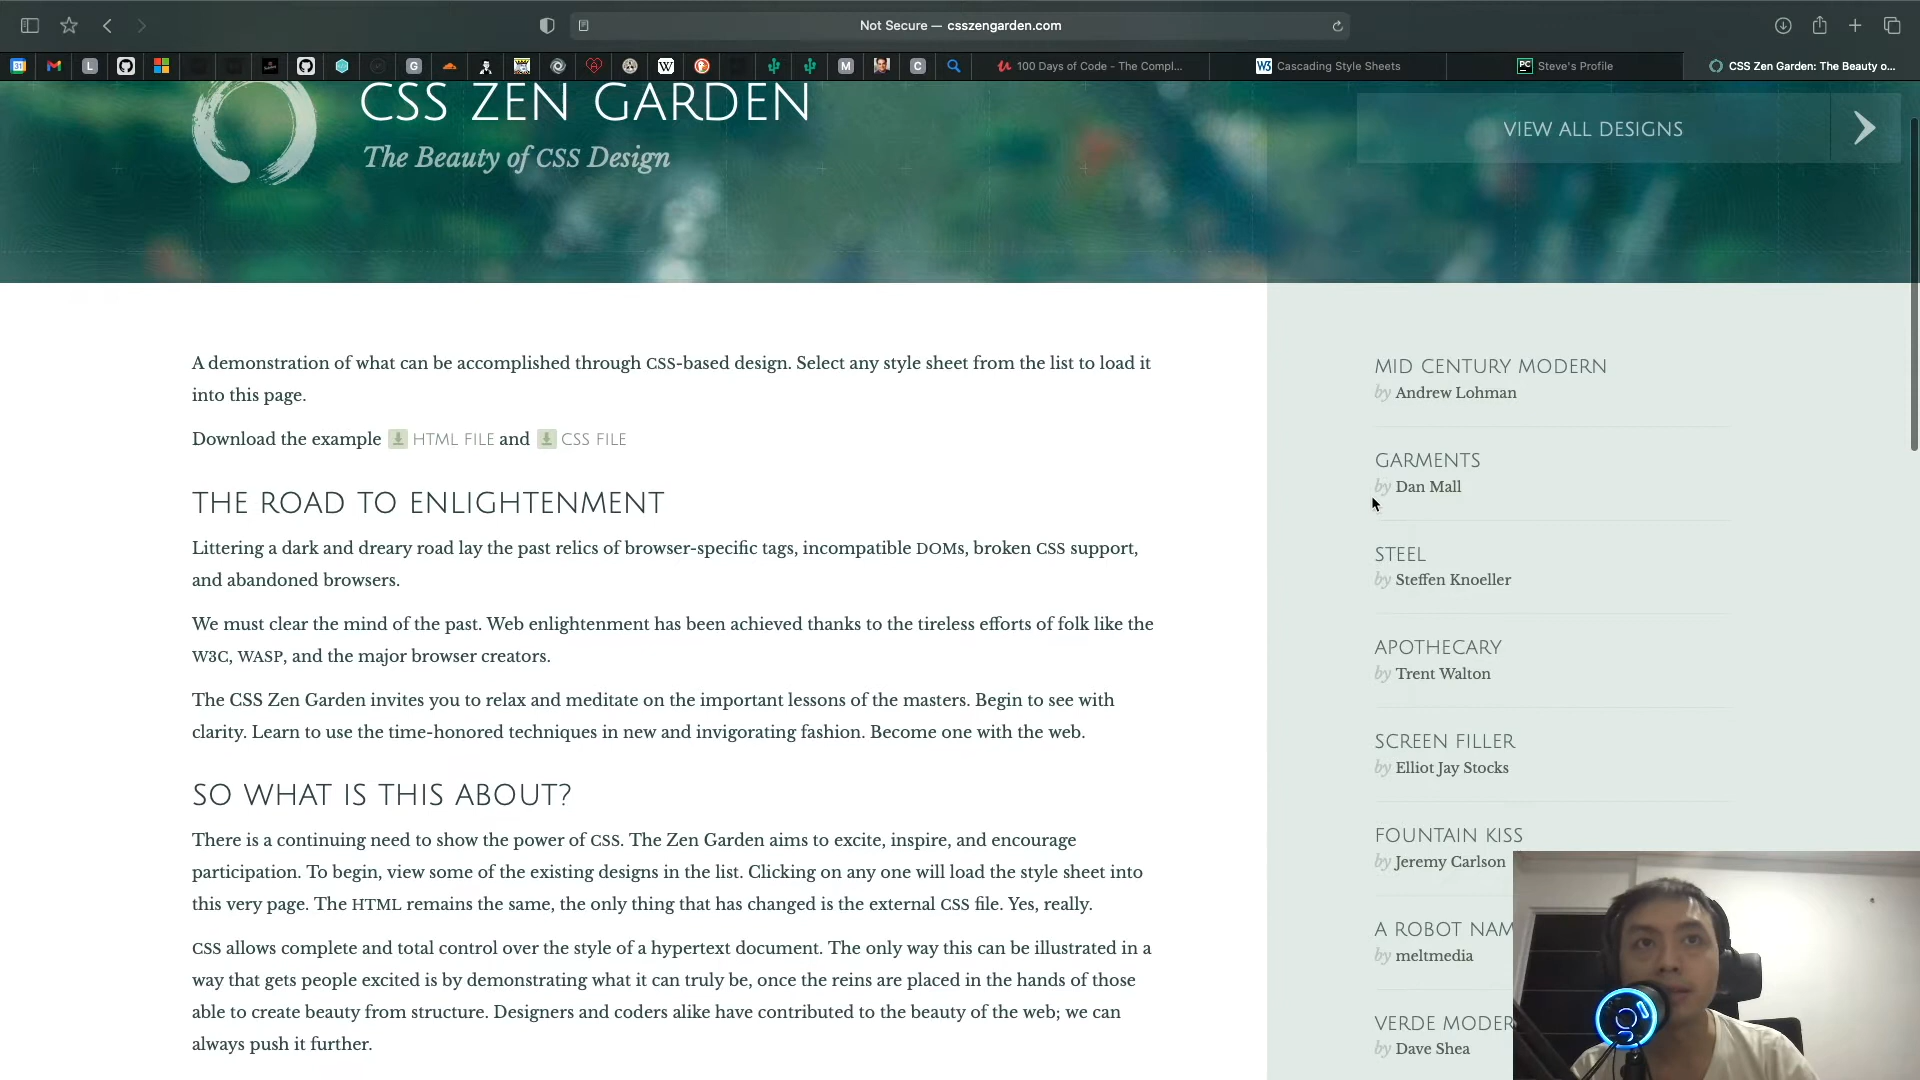 Not Secure — csszengarden.com
31
L
G
W
M
C
100 Days of Code - The Compl...
W3 Cascading Style Sheets
PC Steve's Profile
CSS Zen Garden: The Beauty o...
CSS ZEN GARDEN
The Beauty of CSS Design
VIEW ALL DESIGNS
A demonstration of what can be accomplished through CSS-based design. Select any style sheet from the list to load it
into this page.
Download the example HTML FILE and CSS FILE
THE ROAD TO ENLIGHTENMENT
Littering a dark and dreary road lay the past relics of browser-specific tags, incompatible DOMs, broken CSS support,
and abandoned browsers.
We must clear the mind of the past. Web enlightenment has been achieved thanks to the tireless efforts of folk like the
W3C, WASP, and the major browser creators.
The CSS Zen Garden invites you to relax and meditate on the important lessons of the masters. Begin to see with
clarity. Learn to use the time-honored techniques in new and invigorating fashion. Become one with the web.
SO WHAT IS THIS ABOUT?
There is a continuing need to show the power of CSS. The Zen Garden aims to excite, inspire, and encourage
participation. To begin, view some of the existing designs in the list. Clicking on any one will load the style sheet into
this very page. The HTML remains the same, the only thing that has changed is the external CSS file. Yes, really.
CSS allows complete and total control over the style of a hypertext document. The only way this can be illustrated in a
way that gets people excited is by demonstrating what it can truly be, once the reins are placed in the hands of those
able to create beauty from structure. Designers and coders alike have contributed to the beauty of the web; we can
always push it further.
MID CENTURY MODERN
by Andrew Lohman
GARMENTS
by Dan Mall
STEEL
by Steffen Knoeller
APOTHECARY
by Trent Walton
SCREEN FILLER
by Elliot Jay Stocks
FOUNTAIN KISS
by Jeremy Carlson
A ROBOT NAM
by meltmedia
VERDE MODER
by Dave Shea